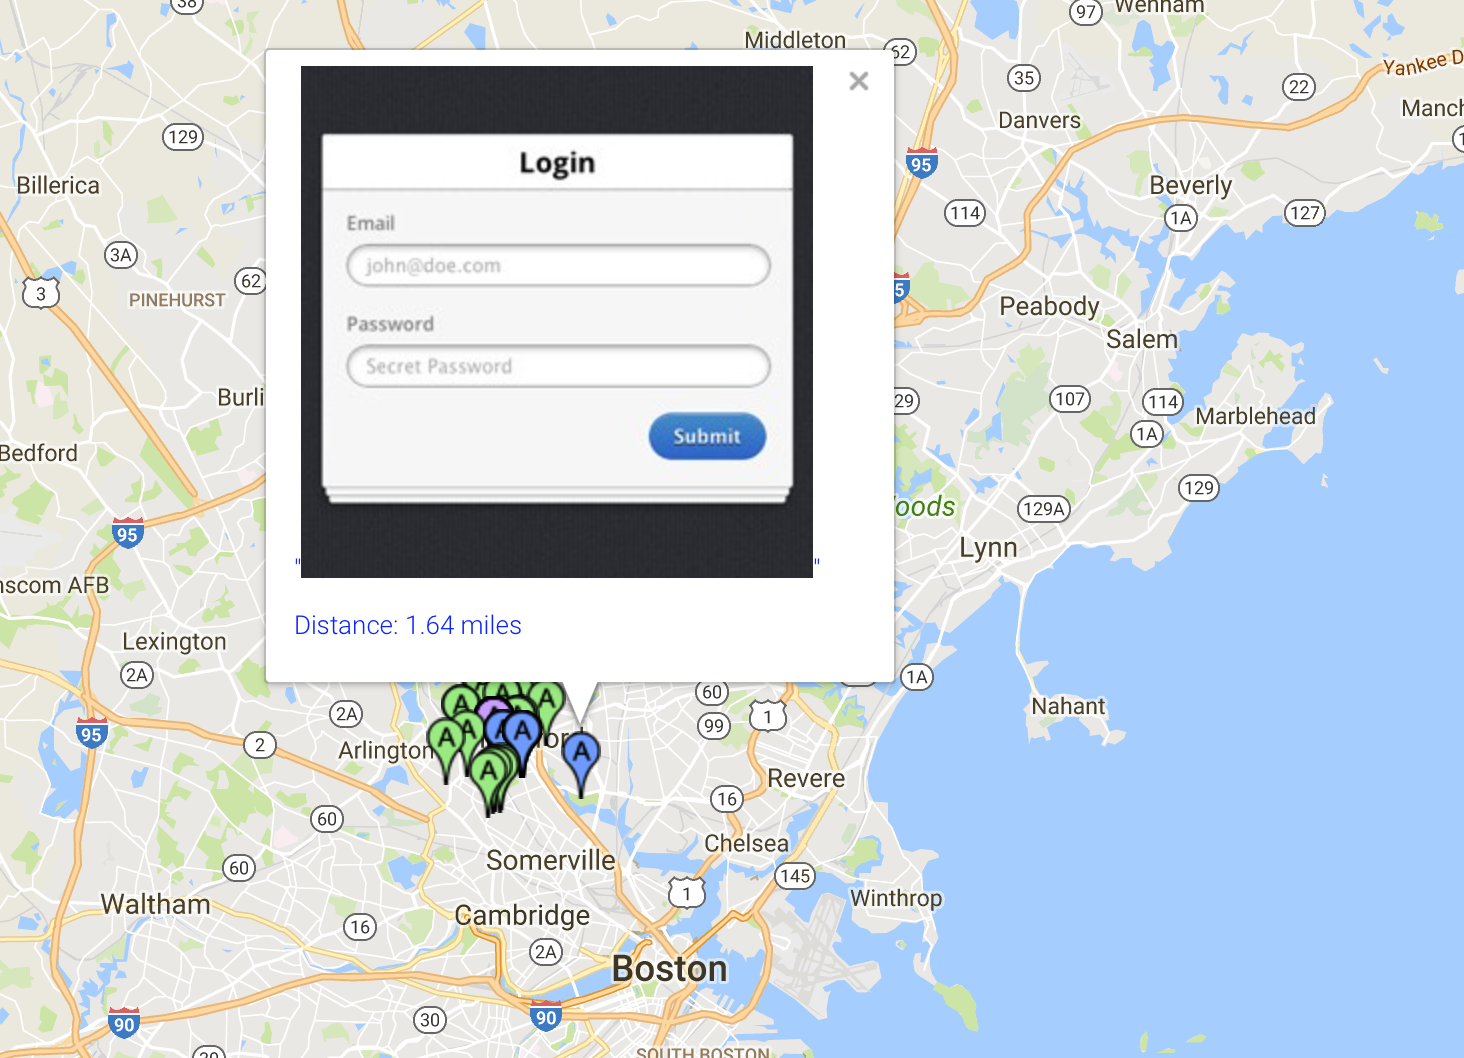 38
97
Wenham
Middleton
62
Yankee D
35
22
Danvers
Manch
129
95
Billerica
Beverly
114
1A
127
3A
62
3
PINEHURST
5
Peabody
Salem
Burli
29
107
114
Marblehead
1A
Bedford
129
oods
129A
95
Lynn
nscom AFB
Lexington
2A
1A
60
Nahant
2A
1
99
95
2
Arlington
ford
Revere
16
60
Chelsea
Somerville
60
145
1
Winthrop
Waltham
Cambridge
16
2A
Boston
90
90
30
SOUTH BOSTON
Login
Email
john@doe.com
Password
Secret Password
Submit
" "
Distance: 1.64 miles
A
A
A
A
A
A
A
A
A